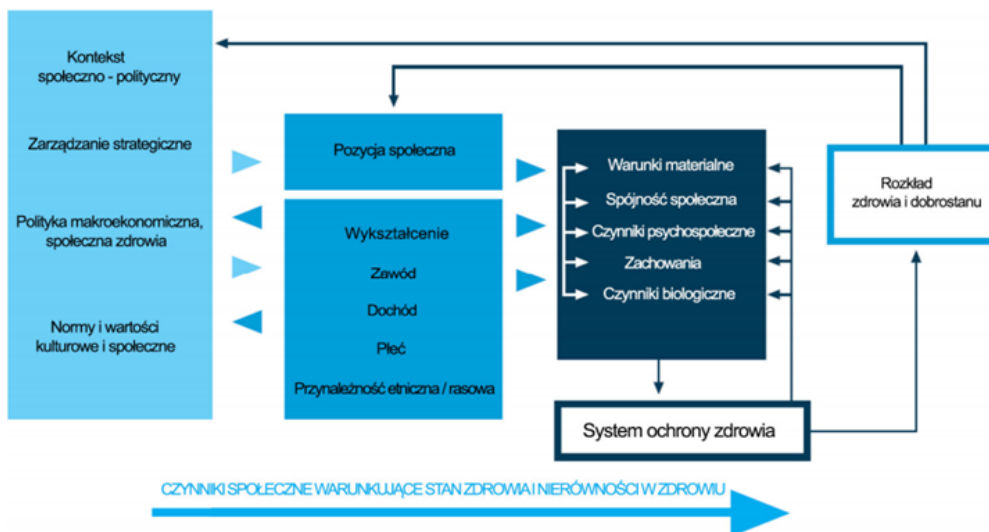 Kontekst
społeczno - polityczny
Zarządzanie strategiczne
Polityka makroekonomiczna,
społeczna zdrowia
Normy i wartości
kulturowe i społeczne
Pozycja społeczna
Wykształcenie
Zawód
Dochód
Płeć
Przynależność etniczna / rasowa
Warunki materialne
Spójność społeczna
Czynniki psychospołeczne
Zachowania
Czynniki biologiczne
System ochrony zdrowia
Rozkład
zdrowia i dobrostanu
CZYNNIKI SPOŁECZNE WARUNKUJĄCE STAN ZDROWIA I NIERÓWNOŚCI W ZDROWIU